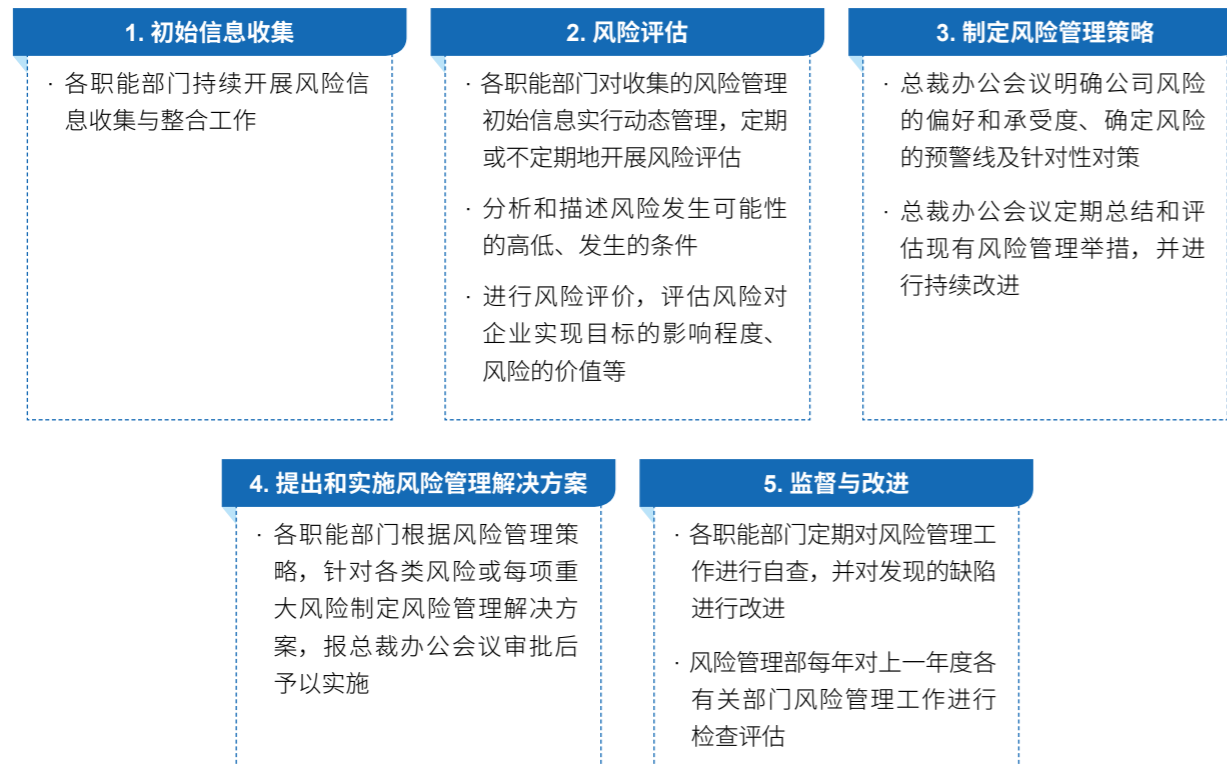 1. 初始信息收集
· 各职能部门持续开展风险信
息收集与整合工作
2. 风险评估
· 各职能部门对收集的风险管理
初始信息实行动态管理，定期
或不定期地开展风险评估
· 分析和描述风险发生可能性
的高低、发生的条件
· 进行风险评价，评估风险对
企业实现目标的影响程度、
风险的价值等
3. 制定风险管理策略
· 总裁办公会议明确公司风险
的偏好和承受度、确定风险
的预警线及针对性对策
· 总裁办公会议定期总结和评
估现有风险管理举措，并进
行持续改进
4. 提出和实施风险管理解决方案
· 各职能部门根据风险管理策
略，针对各类风险或每项重
大风险制定风险管理解决方
案，报总裁办公会议审批后
予以实施
5. 监督与改进
· 各职能部门定期对风险管理工
作进行自查，并对发现的缺陷
进行改进
· 风险管理部每年对上一年度各
有关部门风险管理工作进行
检查评估